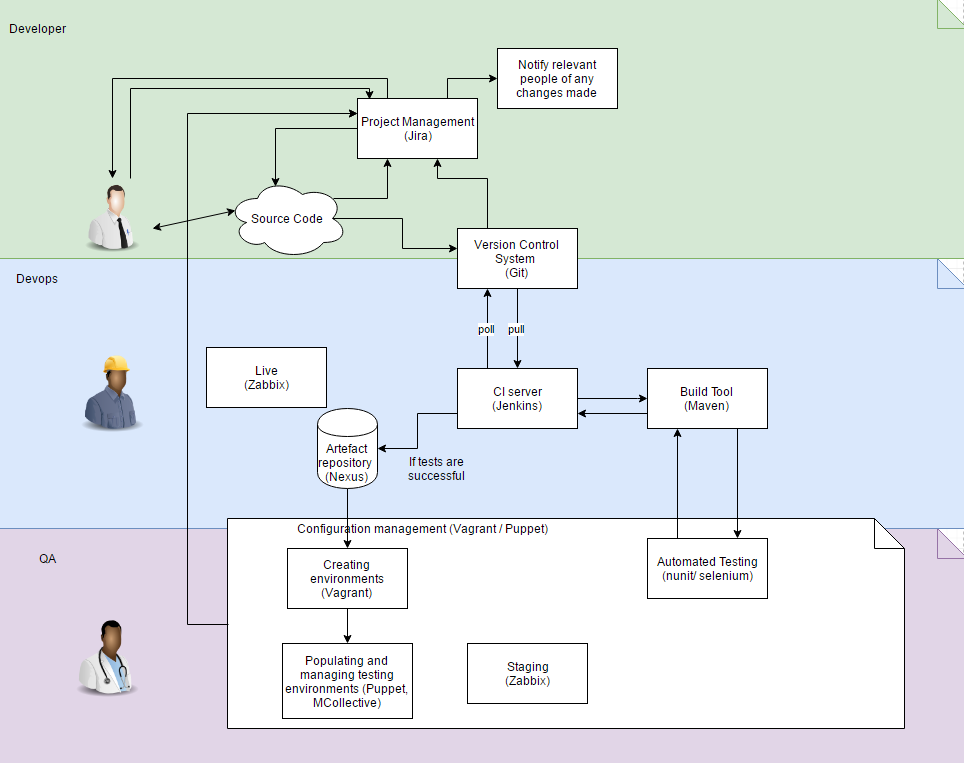 Developer
Notify relevant
people of any
changes made
Project Management
(Jira)
Source Code
Version Control
System
(Git)
Devops
poll
pull
Live
(Zabbix)
CI server
(Jenkins)
Build Tool
(Maven)
Artefact
repository
(Nexus)
If tests are
successful
Configuration management (Vagrant / Puppet)
QA
Creating
environments
(Vagrant)
Automated Testing
(nunit/ selenium)
Populating and
managing testing
environments (Puppet,
MCollective)
Staging
(Zabbix)